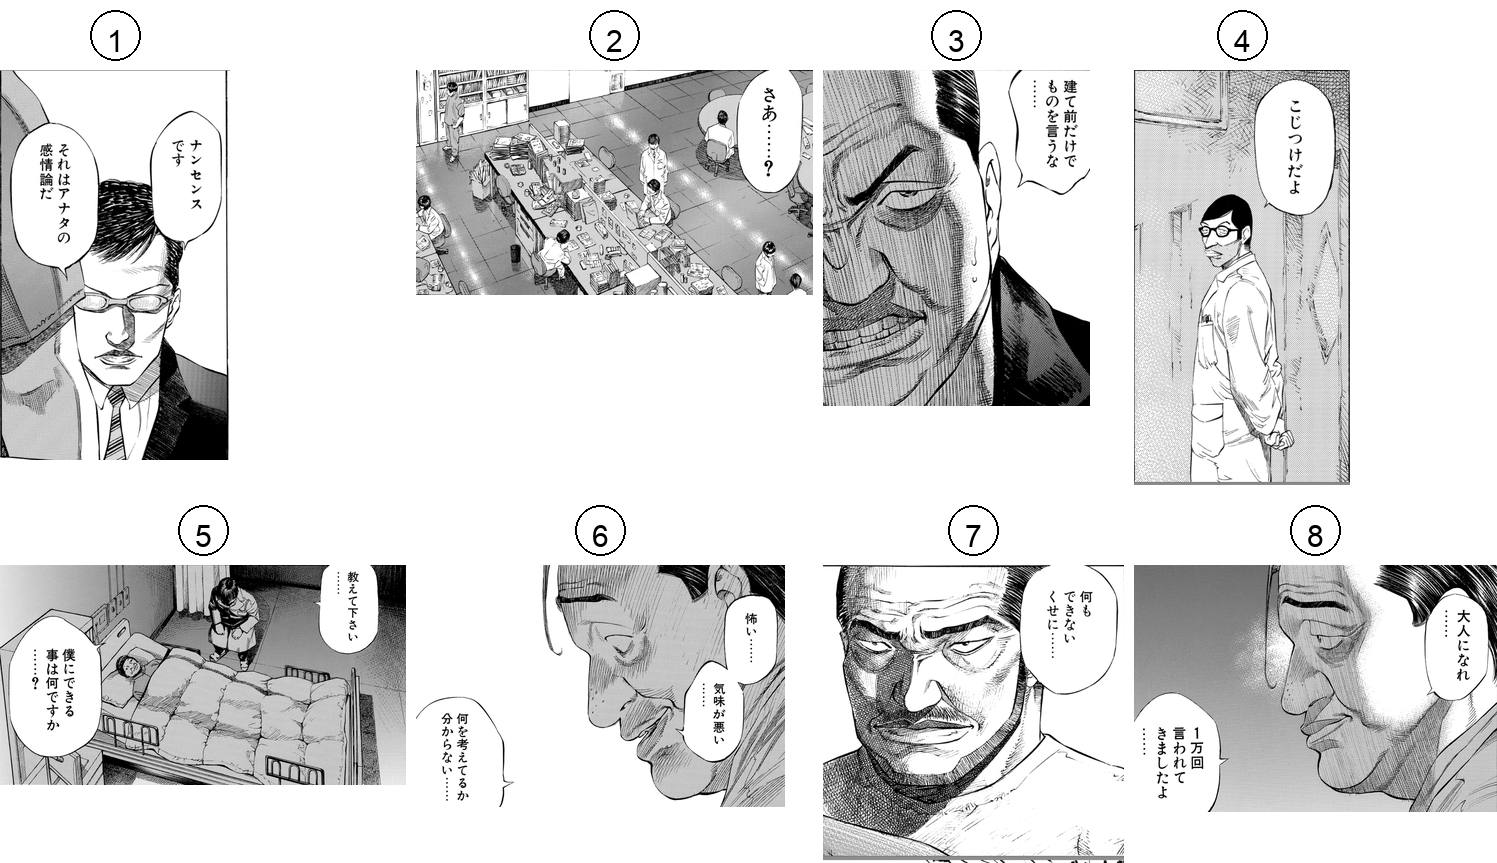 1
ナンセンス
です
それはアナタの
感情論だ
2
さあ……?
3
建て前だけで
ものを言うな
……
4
こじつけだよ
5
教えて下さい
……
僕にできる
事は何ですか
……?
6
怖い……
気味が悪い
……
何を考えてるか
分からない……
7
何も
できない
くせに……
8
大人になれ
……
1万回
言われて
きましたよ
……